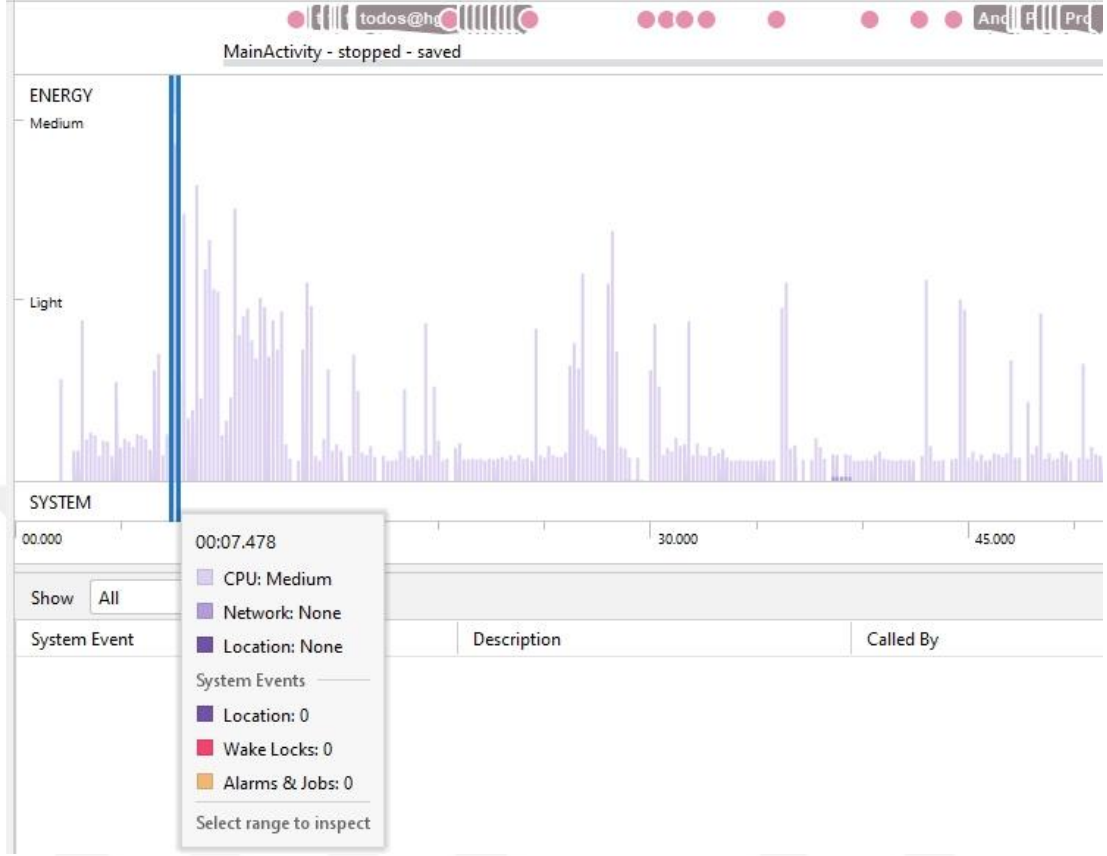 todos@hg
And
P
Pro
MainActivity - stopped - saved
ENERGY
Medium
Light
SYSTEM
00.000
30.000
45.000
00:07.478
CPU: Medium
Network: None
Location: None
System Events
Location: 0
Wake Locks: 0
Alarms & Jobs: 0
Select range to inspect
Show
All
System Event
Description
Called By